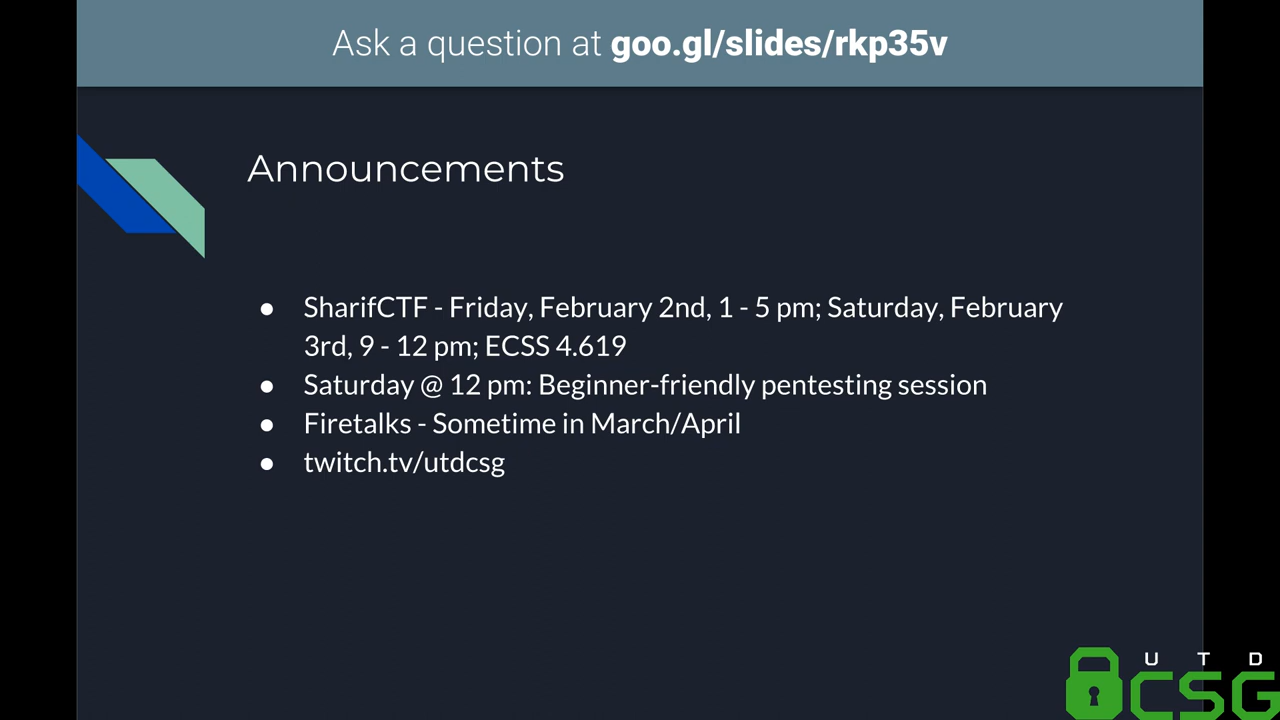 Ask a question at goo.gl/slides/rkp35v
Announcements
● SharifCTF - Friday, February 2nd, 1 - 5 pm; Saturday, February
3rd, 9 - 12 pm; ECSS 4.619
● Saturday @ 12 pm: Beginner-friendly pentesting session
● Firetalks - Sometime in March/April
● twitch.tv/utdcsg
UTD
CSG